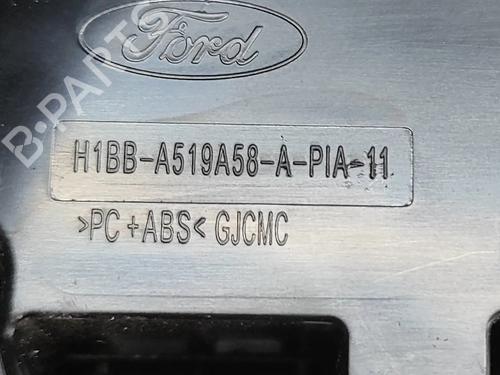 Ford
B-PARTS
H1BB-A519A58-A-PIA-11
>PC+ABS< GJCMC